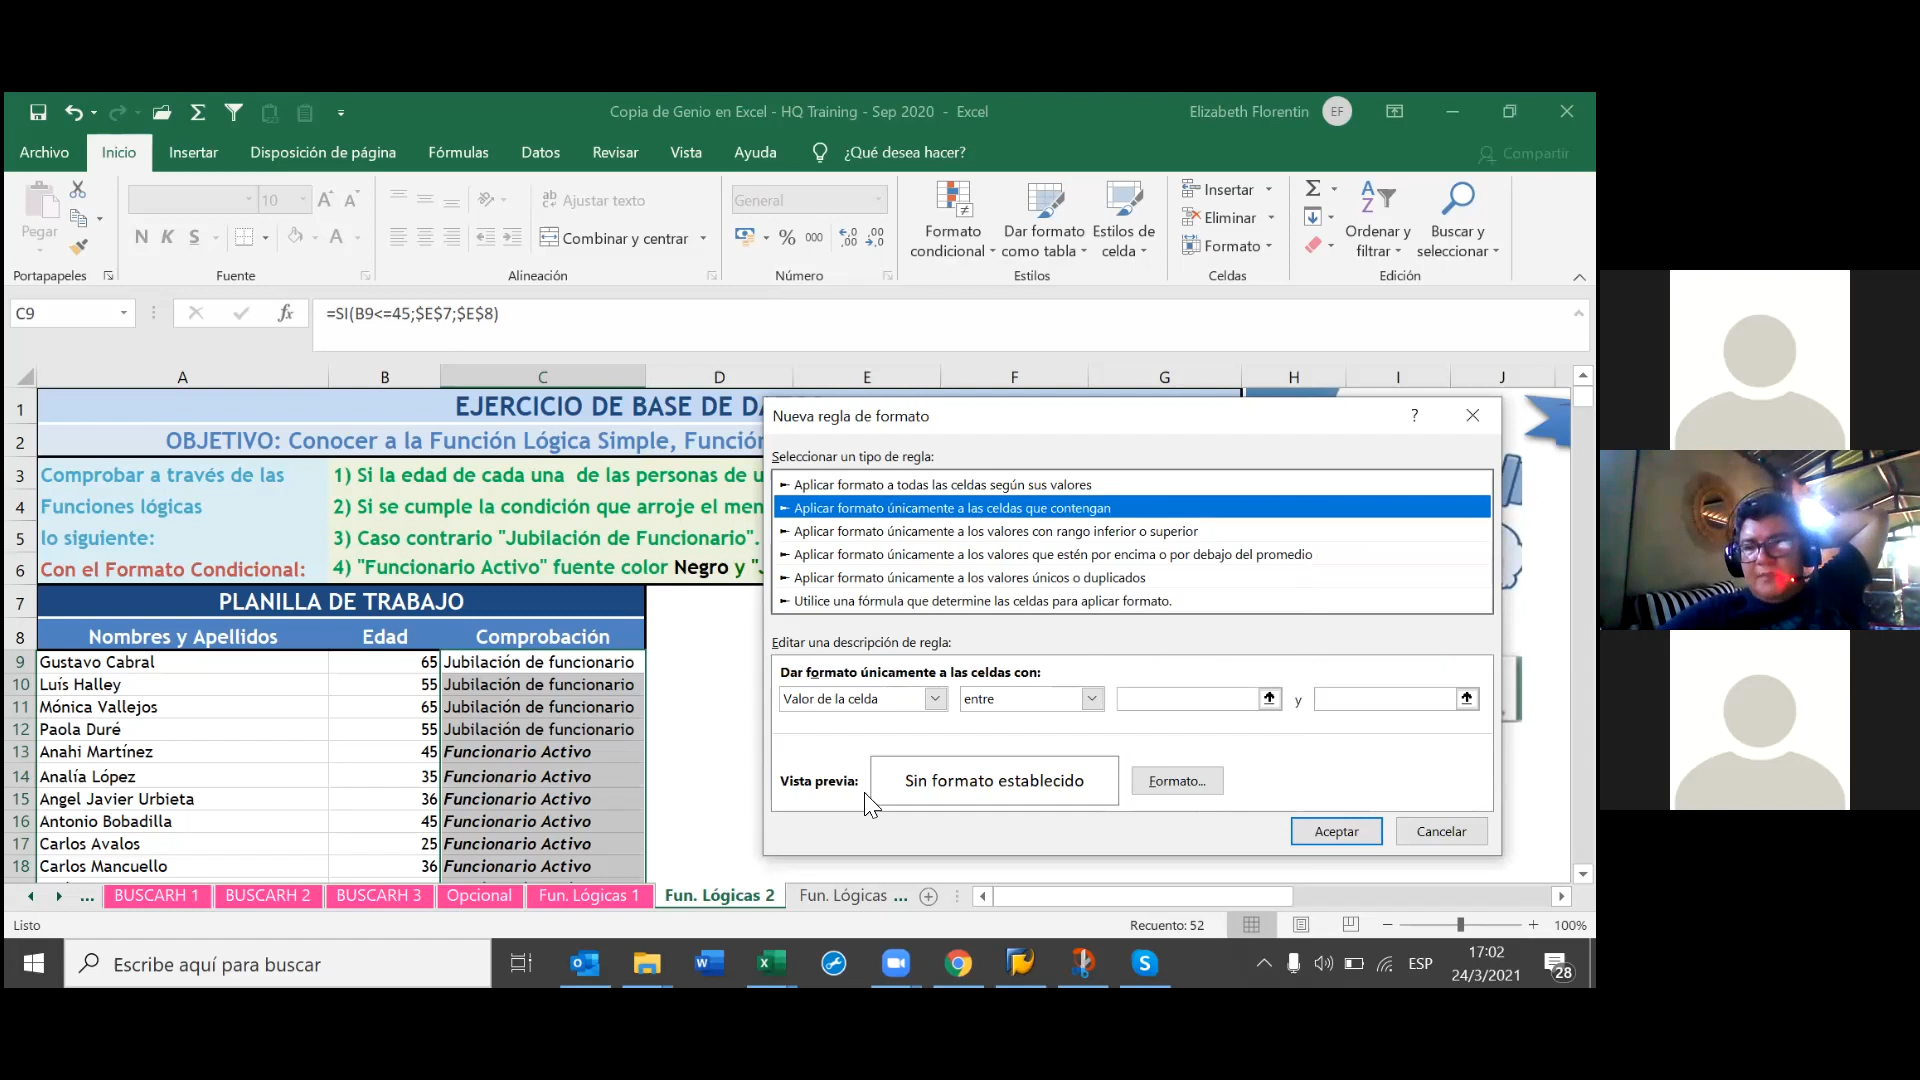 Copia de Genio en Excel - HQ Training - Sep 2020 - Excel
Elizabeth Florentin EF
Archivo Inicio Insertar Disposición de página Fórmulas Datos Revisar Vista Ayuda ¿Qué desea hacer? Compartir
Pegar
Portapapeles
10 A A
N K S A
Fuente
Ajustar texto
Combinar y centrar
Alineación
General
% 000
Número
Formato condicional
Dar formato como tabla
Estilos de celda
Estilos
Insertar
Eliminar
Formato
Celdas
Ordenar y filtrar
Buscar y seleccionar
Edición
C9 fx =SI(B9<=45;$E$7;$E$8)
A B C D E F G H I J
1 EJERCICIO DE BASE DE DA
2 OBJETIVO: Conocer a la Función Lógica Simple, Función
3 Comprobar a través de las 1) Si la edad de cada una de las personas de u
4 Funciones lógicas 2) Si se cumple la condición que arroje el men
5 lo siguiente: 3) Caso contrario "Jubilación de Funcionario".
6 Con el Formato Condicional: 4) "Funcionario Activo" fuente color Negro y "
7 PLANILLA DE TRABAJO
8 Nombres y Apellidos Edad Comprobación
9 Gustavo Cabral 65 Jubilación de funcionario
10 Luís Halley 55 Jubilación de funcionario
11 Mónica Vallejos 65 Jubilación de funcionario
12 Paola Duré 55 Jubilación de funcionario
13 Anahi Martínez 45 Funcionario Activo
14 Analía López 35 Funcionario Activo
15 Angel Javier Urbieta 36 Funcionario Activo
16 Antonio Bobadilla 45 Funcionario Activo
17 Carlos Avalos 25 Funcionario Activo
18 Carlos Mancuello 36 Funcionario Activo
Nueva regla de formato ?
Seleccionar un tipo de regla:
► Aplicar formato a todas las celdas según sus valores
► Aplicar formato únicamente a las celdas que contengan
► Aplicar formato únicamente a los valores con rango inferior o superior
► Aplicar formato únicamente a los valores que estén por encima o por debajo del promedio
► Aplicar formato únicamente a los valores únicos o duplicados
► Utilice una fórmula que determine las celdas para aplicar formato.
Editar una descripción de regla:
Dar formato únicamente a las celdas con:
Valor de la celda entre y
Vista previa: Sin formato establecido Formato...
Aceptar Cancelar
... BUSCARH 1 BUSCARH 2 BUSCARH 3 Opcional Fun. Lógicas 1 Fun. Lógicas 2 Fun. Lógicas ...
Listo Recuento: 52 100%
Escribe aquí para buscar
ESP
17:02
24/3/2021
28